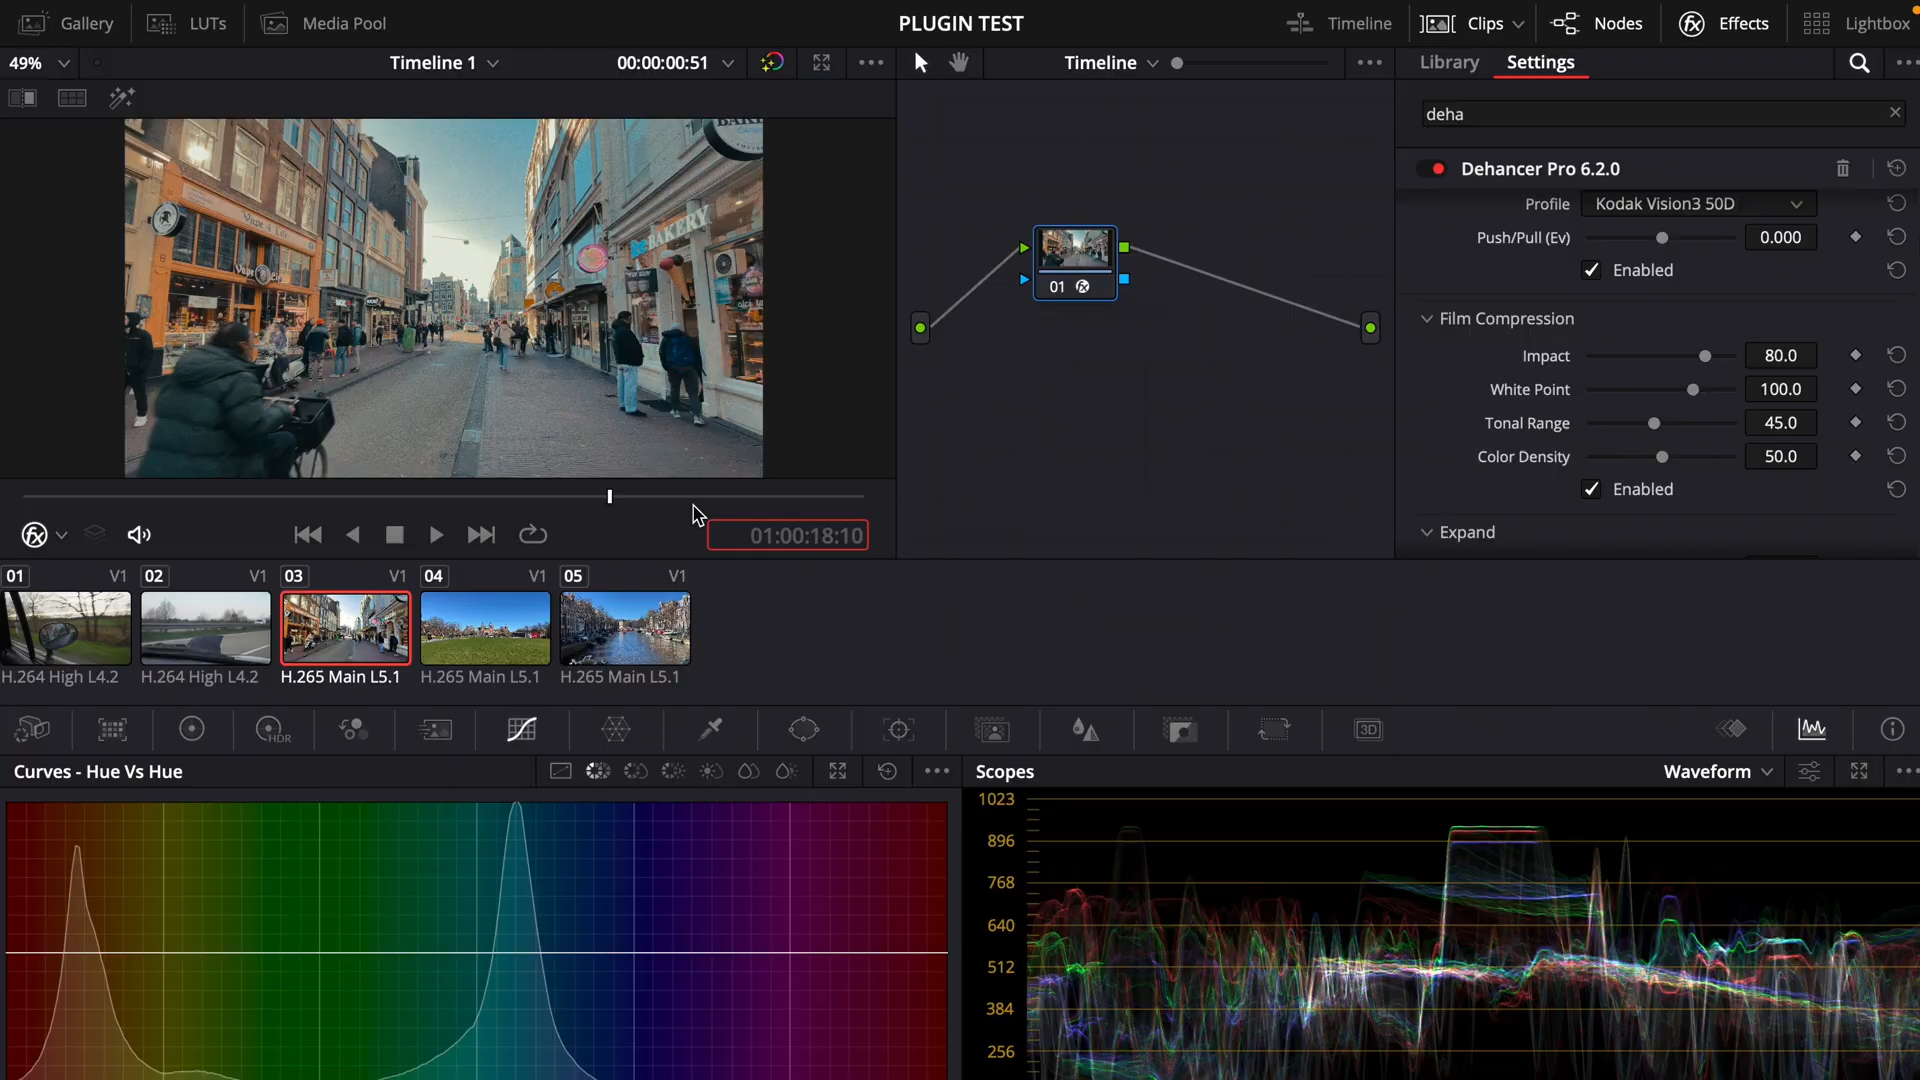 Gallery LUTs Media Pool PLUGIN TEST Timeline Clips Nodes Effects Lightbox
49% Timeline 1 00:00:00:51 Timeline Library Settings
deha
Dehancer Pro 6.2.0
Profile Kodak Vision3 50D
Push/Pull (Ev) 0.000
Enabled
Film Compression
Impact 80.0
White Point 100.0
Tonal Range 45.0
Color Density 50.0
Enabled
Expand
BAKERY
01
01:00:18:10
01 V1 02 V1 03 V1 04 V1 05 V1
H.264 High L4.2 H.264 High L4.2 H.265 Main L5.1 H.265 Main L5.1 H.265 Main L5.1
HDR 3D
Curves - Hue Vs Hue Scopes Waveform
1023
896
768
640
512
384
256